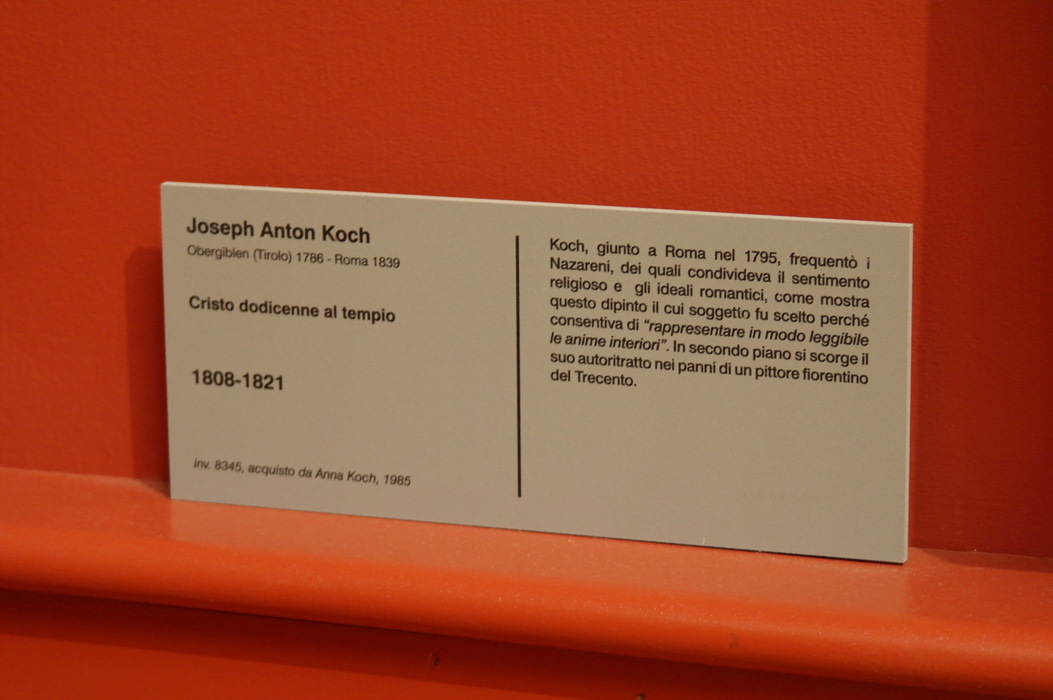 Joseph Anton Koch
Obergiblen (Tirolo) 1786 - Roma 1839
Cristo dodicenne al tempio
1808-1821
inv. 8345, acquisto da Anna Koch, 1985
Koch, giunto a Roma nel 1795, frequentò i
Nazareni, dei quali condivideva il sentimento
religioso e gli ideali romantici, come mostra
questo dipinto il cui soggetto fu scelto perché
consentiva di “rappresentare in modo leggibile
le anime interiori”. In secondo piano si scorge il
suo autoritratto nei panni di un pittore fiorentino
del Trecento.